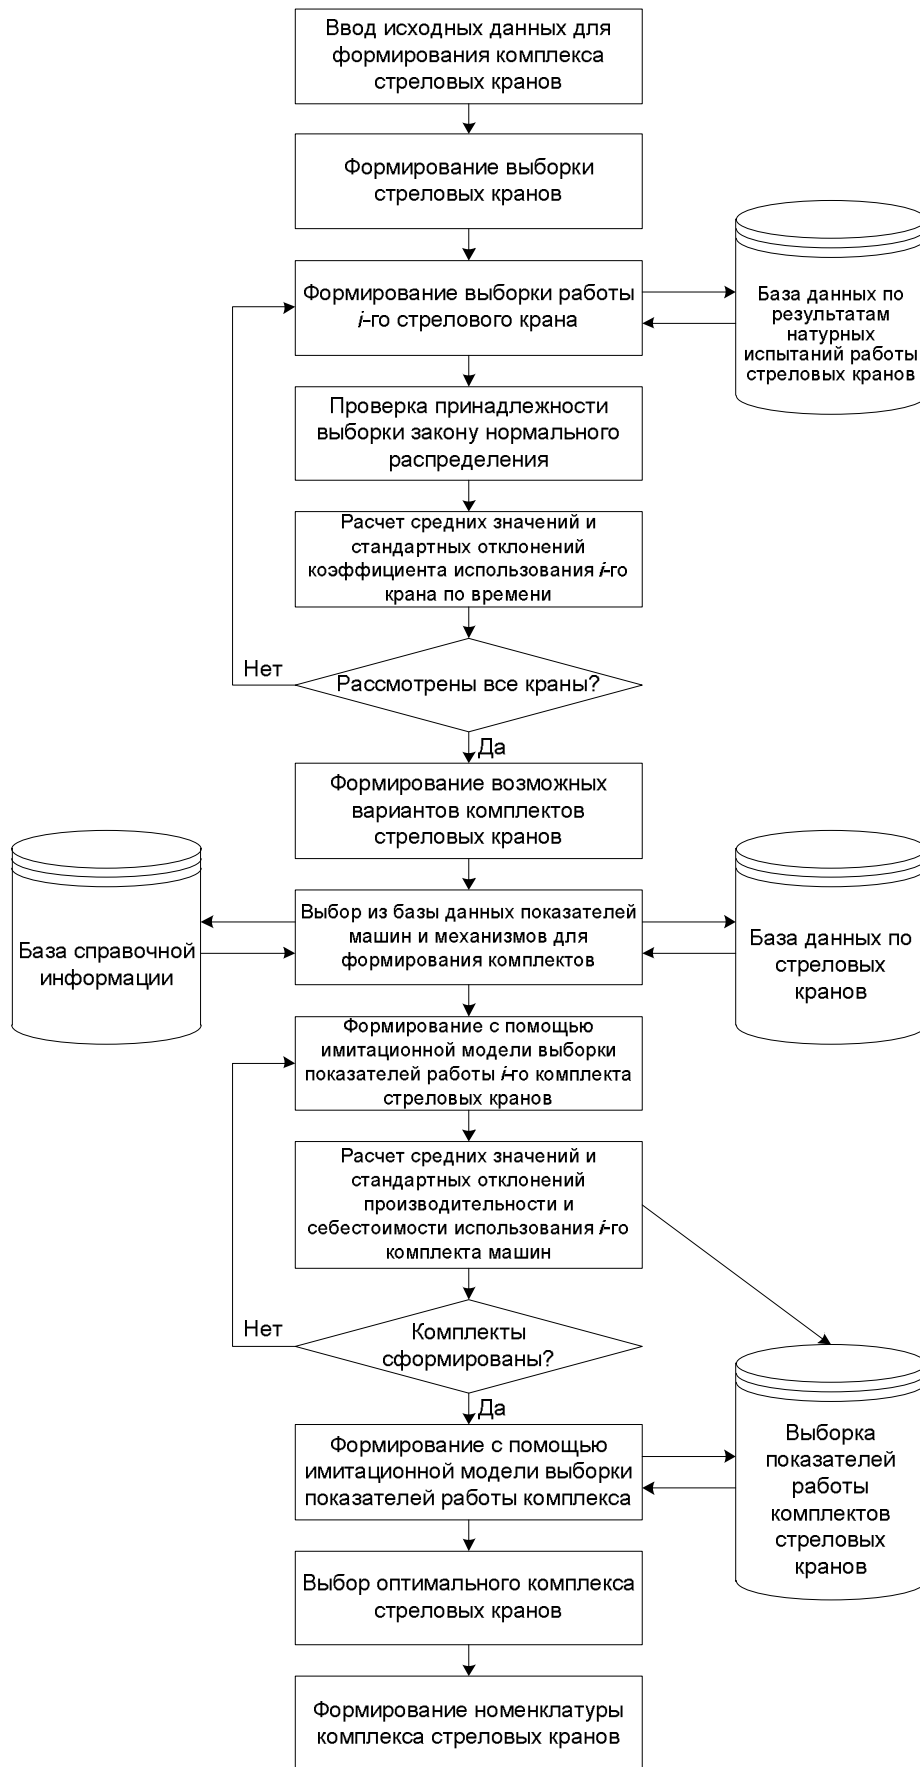 Ввод исходных данных для
формирования комплекса
стреловых кранов
Формирование выборки
стреловых кранов
Формирование выборки работы
i-го стрелового крана
База данных по
результатам
натурных
испытаний работы
стреловых кранов
Проверка принадлежности
выборки закону нормального
распределения
Расчет средних значений и
стандартных отклонений
коэффициента использования i-го
крана по времени
Нет
Рассмотрены все краны?
Да
Формирование возможных
вариантов комплектов
стреловых кранов
База справочной
информации
Выбор из базы данных показателей
машин и механизмов для
формирования комплектов
База данных по
стреловых
кранов
Формирование с помощью
имитационной модели выборки
показателей работы i-го комплекта
стреловых кранов
Расчет средних значений и
стандартных отклонений
производительности и
себестоимости использования i-го
комплекта машин
Нет
Комплекты
сформированы?
Да
Формирование с помощью
имитационной модели выборки
показателей работы комплекса
Выборка
показателей
работы
комплектов
стреловых
кранов
Выбор оптимального комплекса
стреловых кранов
Формирование номенклатуры
комплекса стреловых кранов